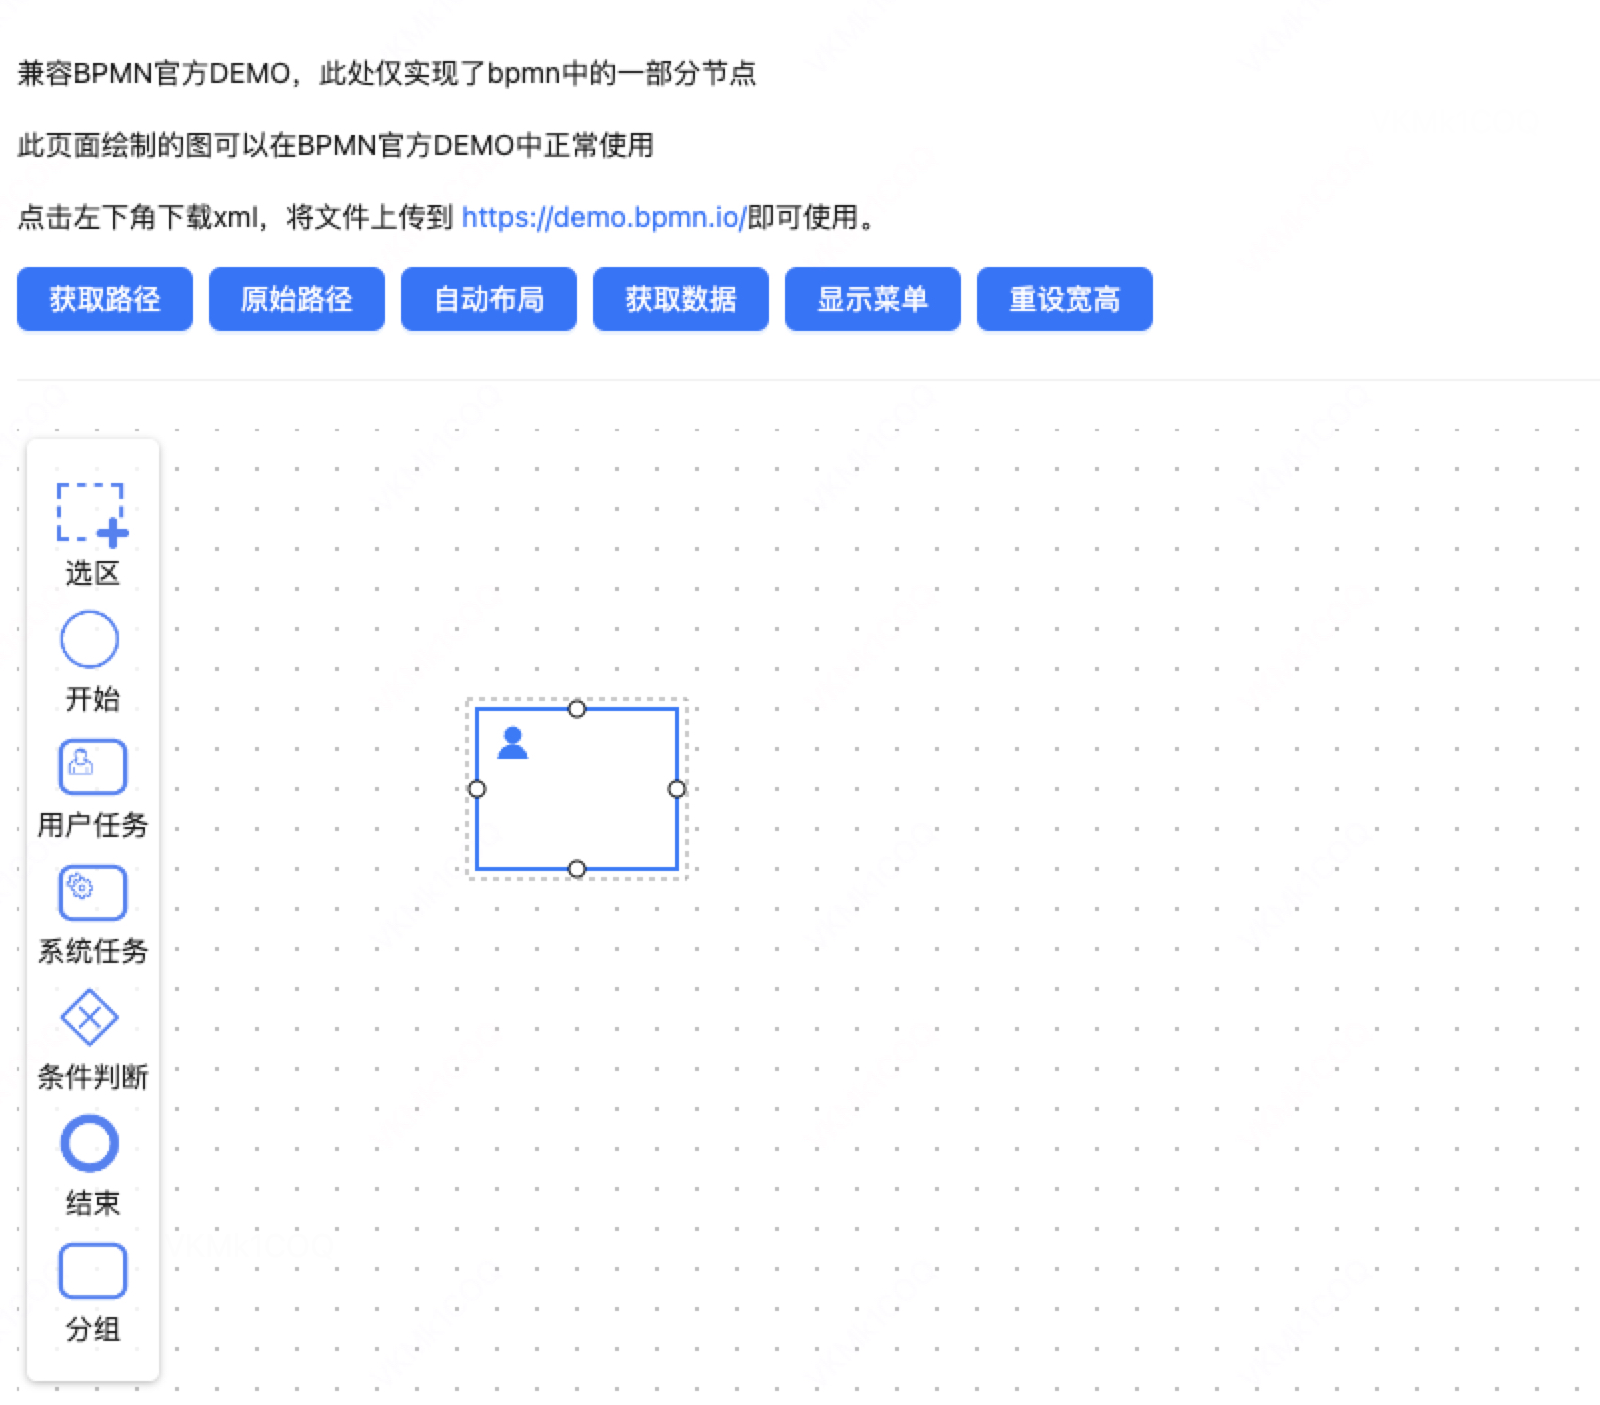 兼容BPMN官方DEMO，此处仅实现了bpmn中的一部分节点
此页面绘制的图可以在BPMN官方DEMO中正常使用
点击左下角下载xml，将文件上传到 https://demo.bpmn.io/即可使用。
获取路径 原始路径 自动布局 获取数据 显示菜单 重设宽高
选区
开始
用户任务
系统任务
条件判断
结束
分组